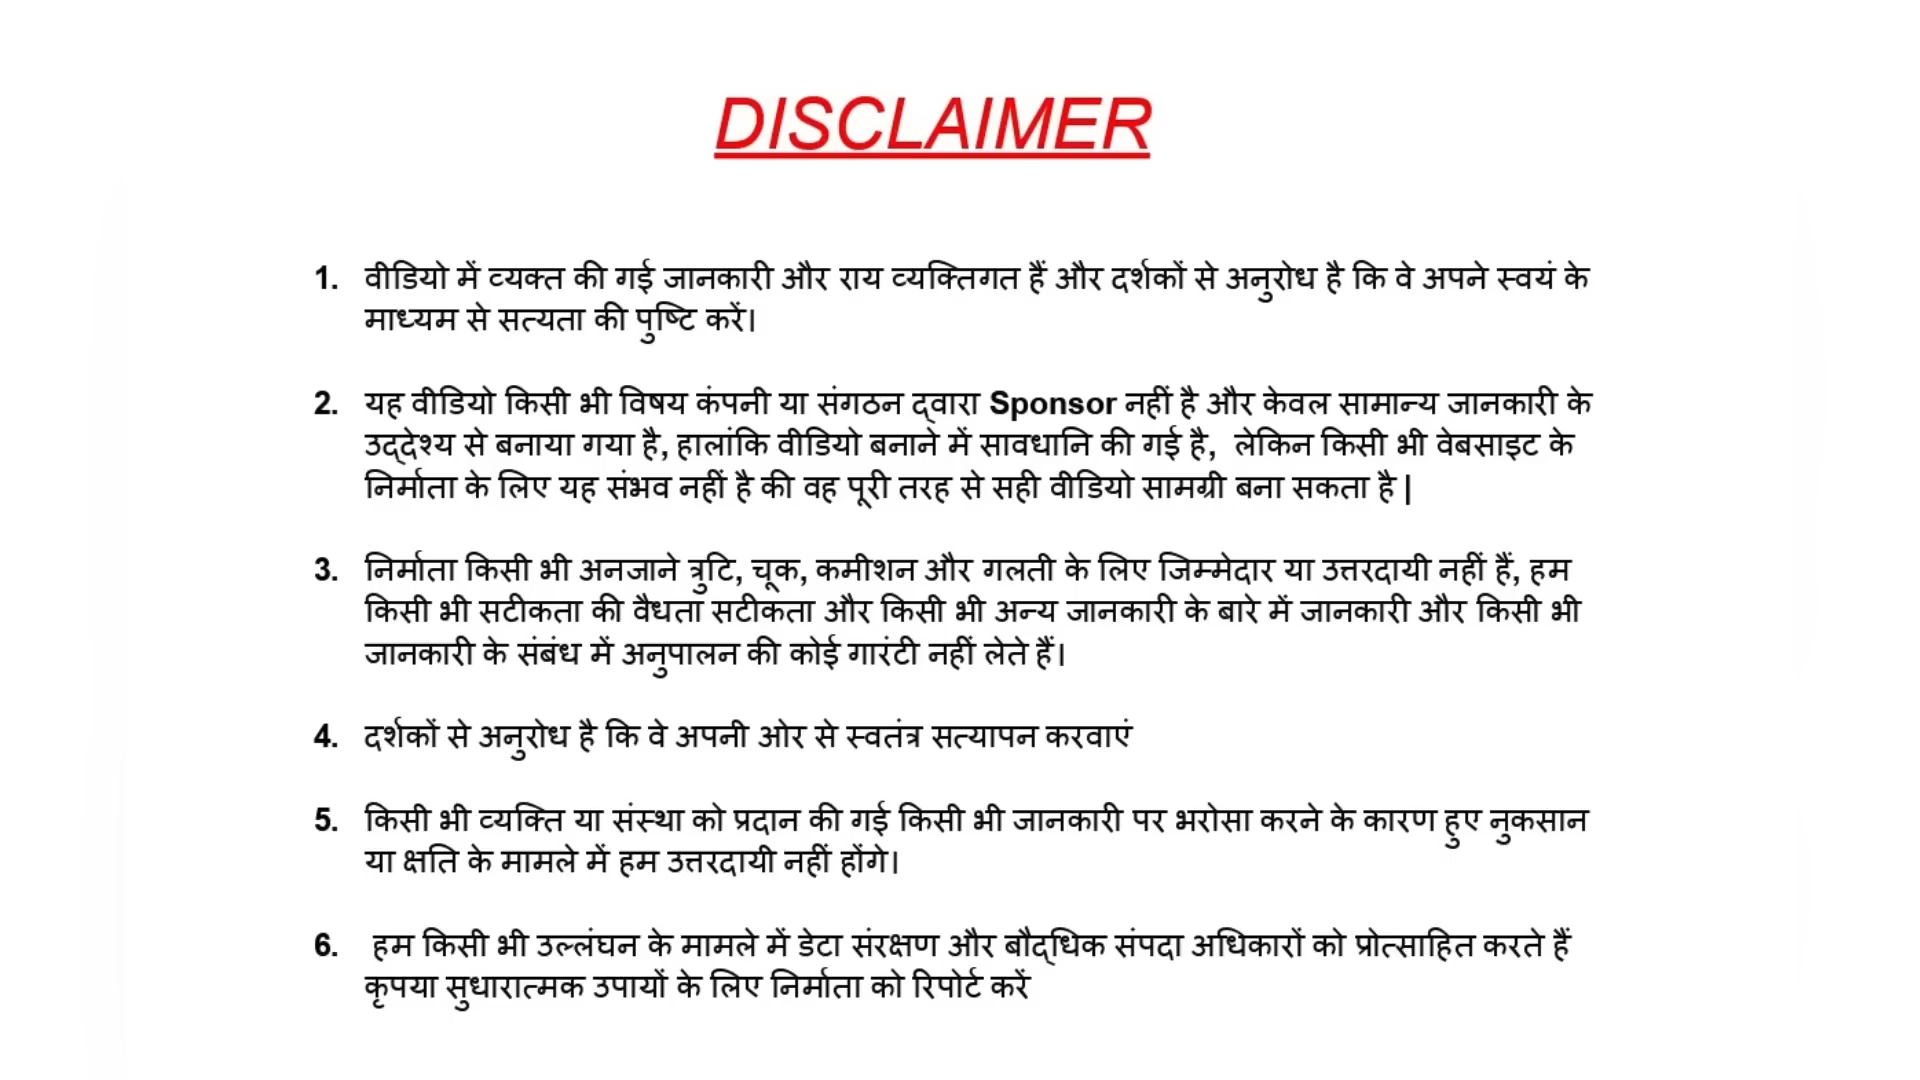 DISCLAIMER
1. वीडियो में व्यक्त की गई जानकारी और राय व्यक्तिगत हैं और दर्शकों से अनुरोध है कि वे अपने स्वयं के
माध्यम से सत्यता की पुष्टि करें।
2. यह वीडियो किसी भी विषय कंपनी या संगठन द्वारा Sponsor नहीं है और केवल सामान्य जानकारी के
उद्देश्य से बनाया गया है, हालांकि वीडियो बनाने में सावधानि की गई है, लेकिन किसी भी वेबसाइट के
निर्माता के लिए यह संभव नहीं है की वह पूरी तरह से सही वीडियो सामग्री बना सकता है |
3. निर्माता किसी भी अनजाने त्रुटि, चूक, कमीशन और गलती के लिए जिम्मेदार या उत्तरदायी नहीं हैं, हम
किसी भी सटीकता की वैधता सटीकता और किसी भी अन्य जानकारी के बारे में जानकारी और किसी भी
जानकारी के संबंध में अनुपालन की कोई गारंटी नहीं लेते हैं।
4. दर्शकों से अनुरोध है कि वे अपनी ओर से स्वतंत्र सत्यापन करवाएं
5. किसी भी व्यक्ति या संस्था को प्रदान की गई किसी भी जानकारी पर भरोसा करने के कारण हुए नुकसान
या क्षति के मामले में हम उत्तरदायी नहीं होंगे।
6. हम किसी भी उल्लंघन के मामले में डेटा संरक्षण और बौद्धिक संपदा अधिकारों को प्रोत्साहित करते हैं
कृपया सुधारात्मक उपायों के लिए निर्माता को रिपोर्ट करें